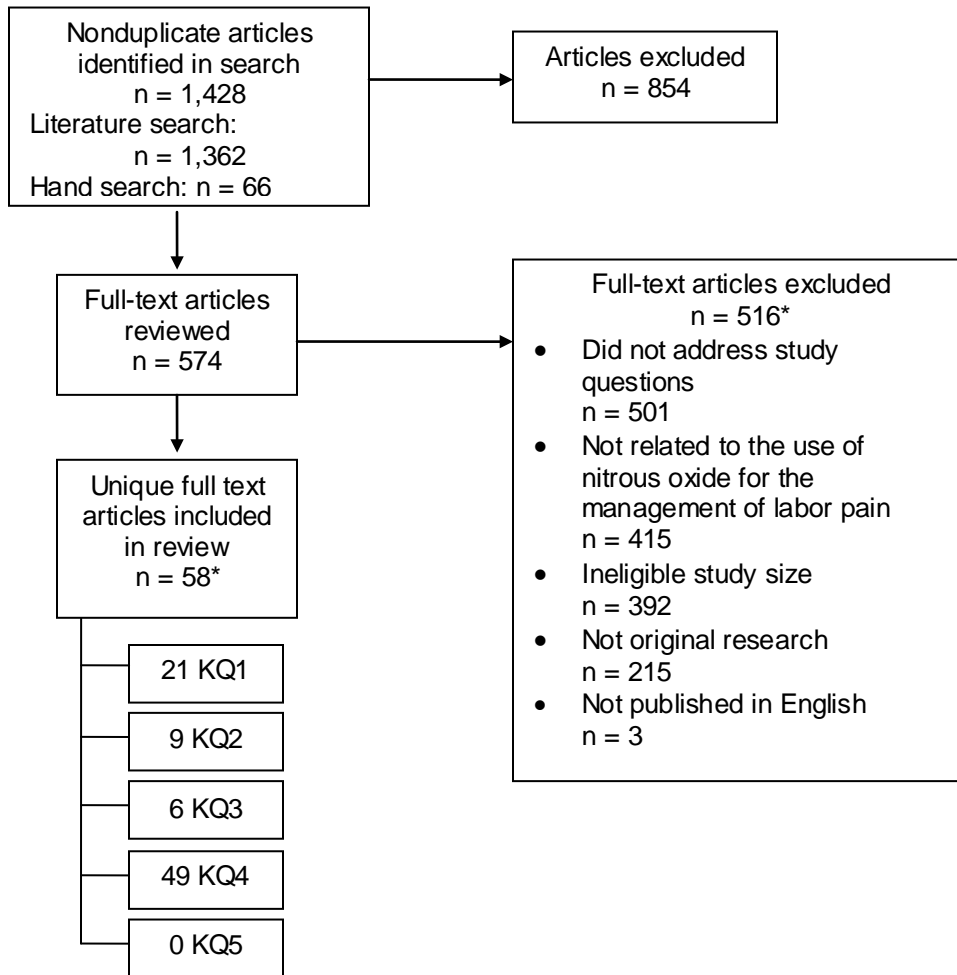 Nonduplicate articles
identified in search
n = 1,428
Literature search:
n = 1,362
Hand search: n = 66
Articles excluded
n = 854
Full-text articles
reviewed
n = 574
Full-text articles excluded
n = 516*
• Did not address study
questions
n = 501
• Not related to the use of
nitrous oxide for the
management of labor pain
n = 415
• Ineligible study size
n = 392
• Not original research
n = 215
• Not published in English
n = 3
Unique full text
articles included
in review
n = 58*
21 KQ1
9 KQ2
6 KQ3
49 KQ4
0 KQ5